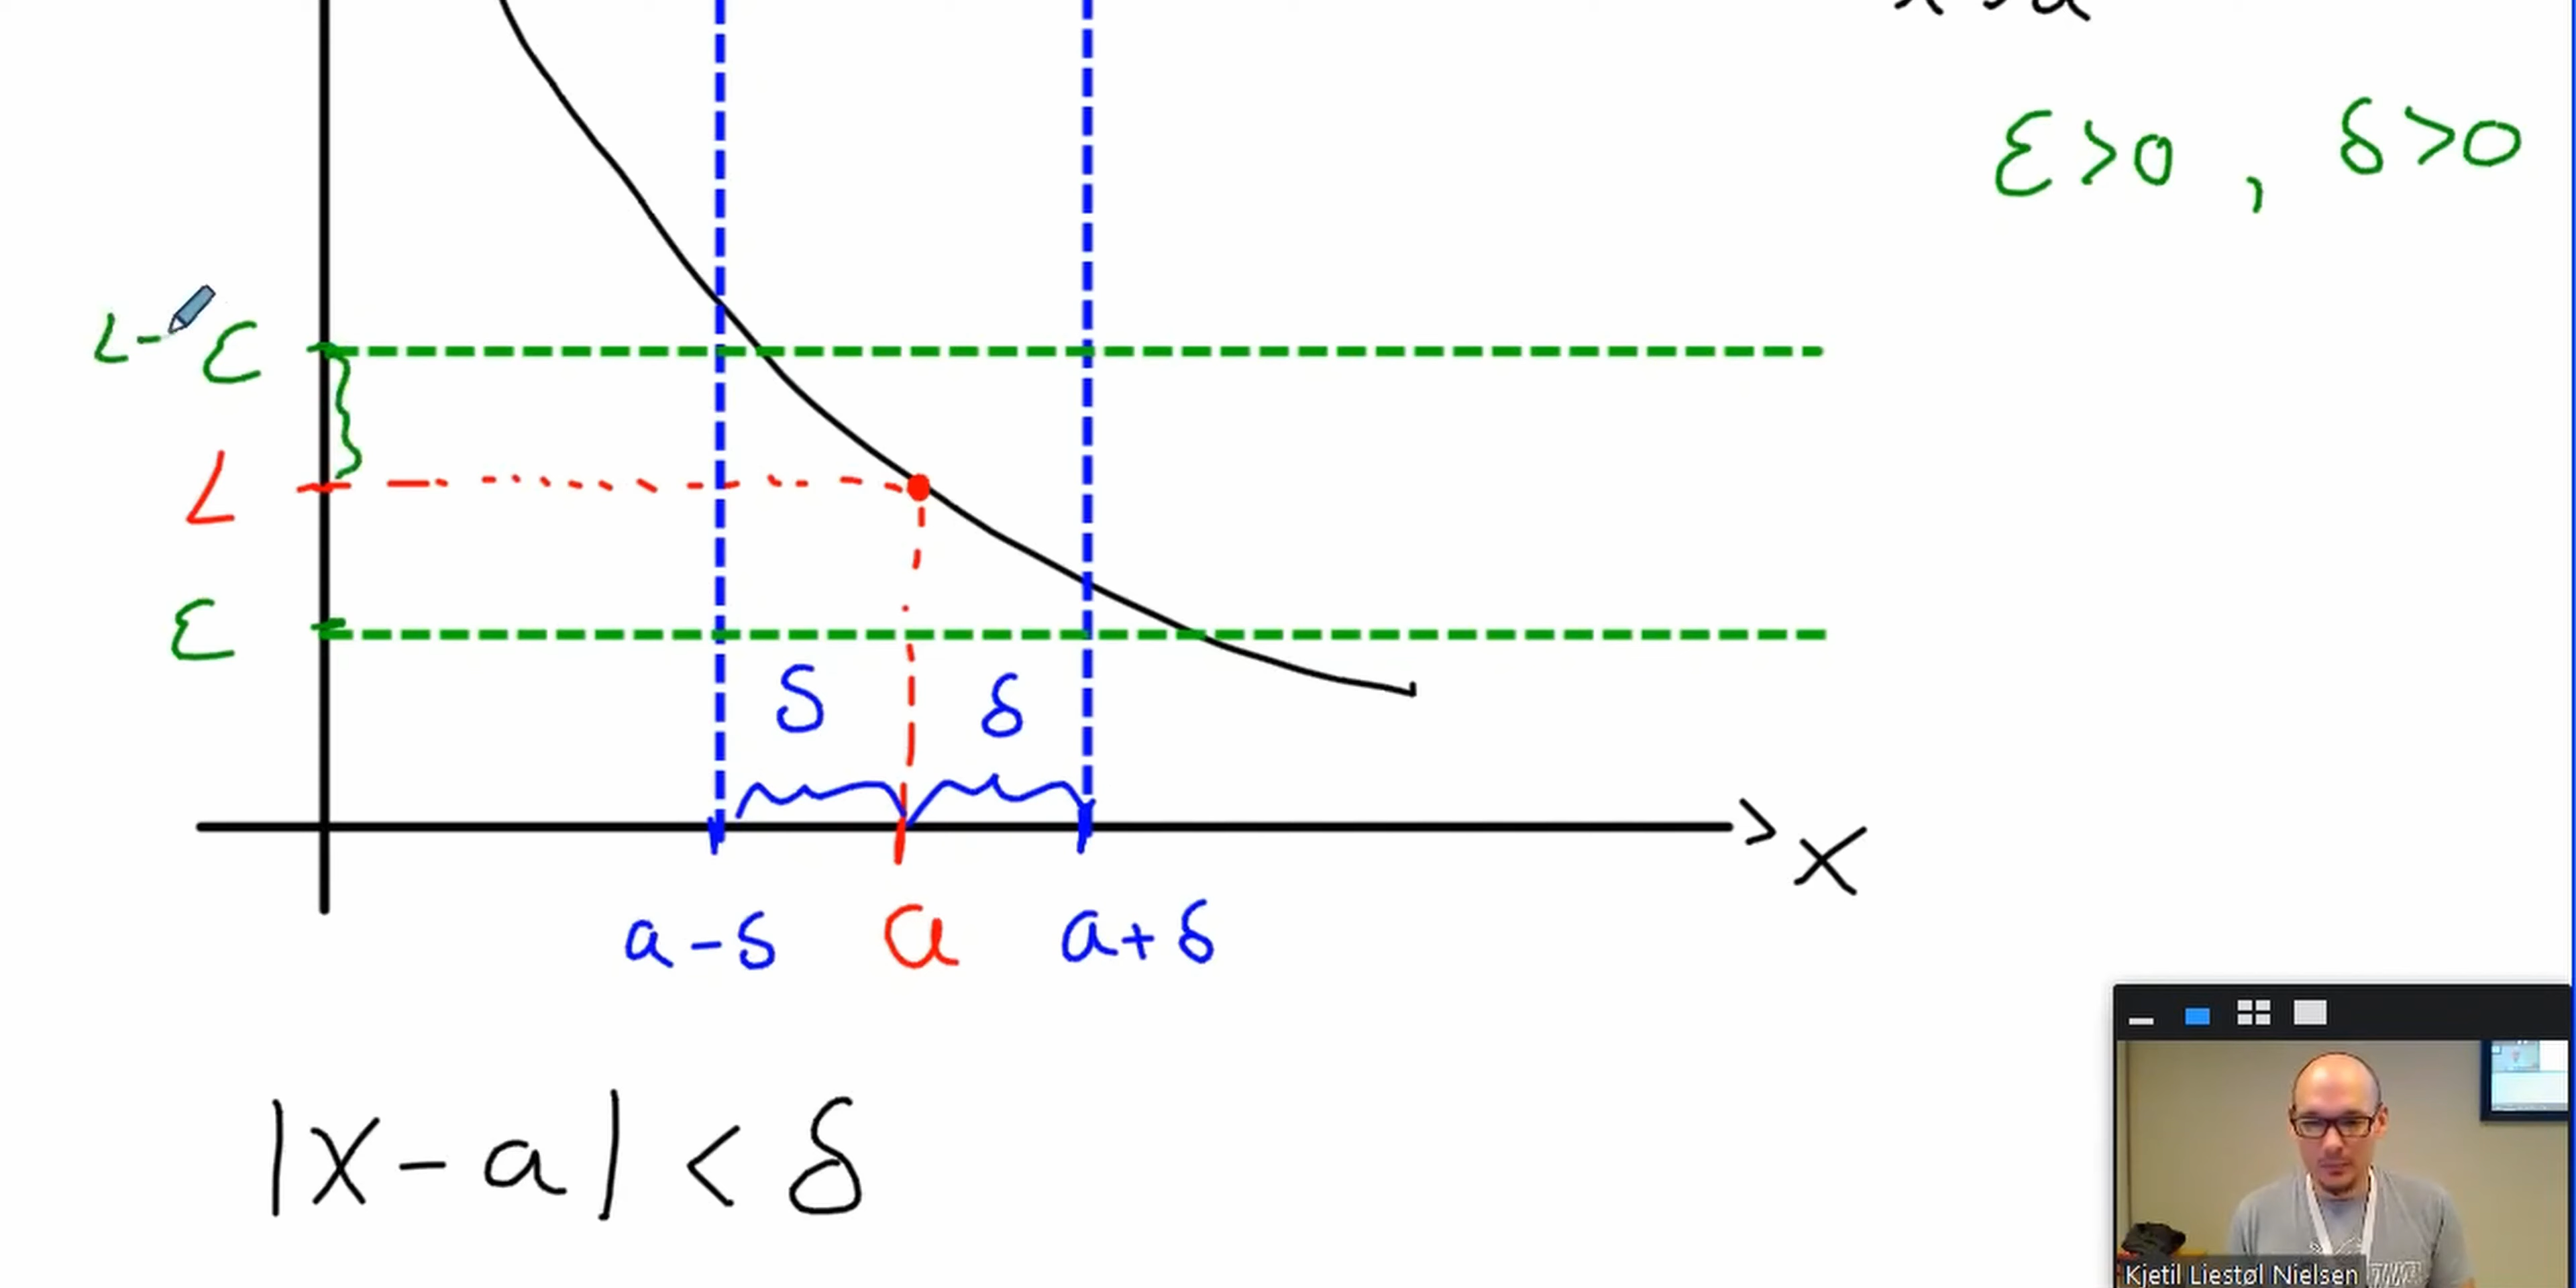 x→a
ε>0 , δ>0
L-ε
L
ε
δ δ
x
a-δ a a+δ
|x-a| < δ
Kjetil Liestøl Nielsen